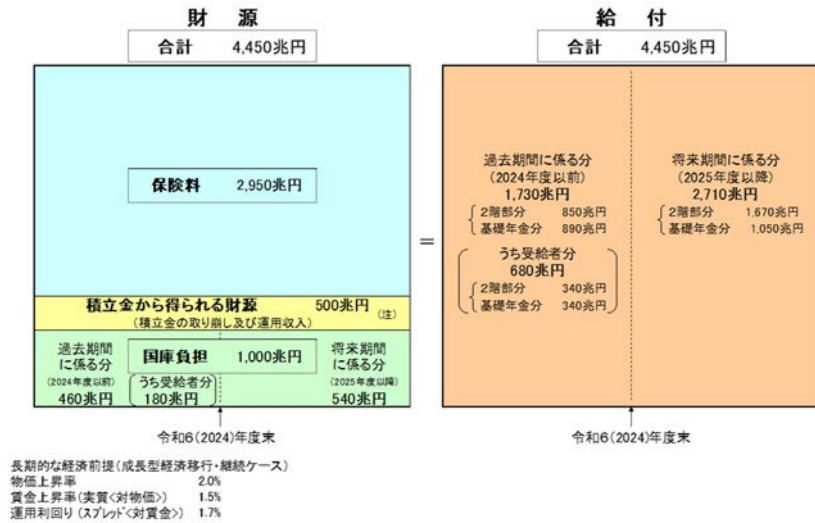 財　源
合計　4,450兆円
保険料　2,950兆円
積立金から得られる財源　500兆円 (注)
(積立金の取り崩し及び運用収入)
過去期間
に係る分
(2024年度以前)
460兆円
国庫負担　1,000兆円
うち受給者分
180兆円
将来期間
に係る分
(2025年度以降)
540兆円
令和6(2024)年度末
=
給　付
合計　4,450兆円
過去期間に係る分
(2024年度以前)
1,730兆円
2階部分　850兆円
基礎年金分　890兆円
うち受給者分
680兆円
2階部分　340兆円
基礎年金分　340兆円
将来期間に係る分
(2025年度以降)
2,710兆円
2階部分　1,670兆円
基礎年金分　1,050兆円
令和6(2024)年度末
長期的な経済前提(成長型経済移行・継続ケース)
物価上昇率　2.0%
賃金上昇率(実質<対物価>)　1.5%
運用利回り(スプレッド<対賃金>)　1.7%